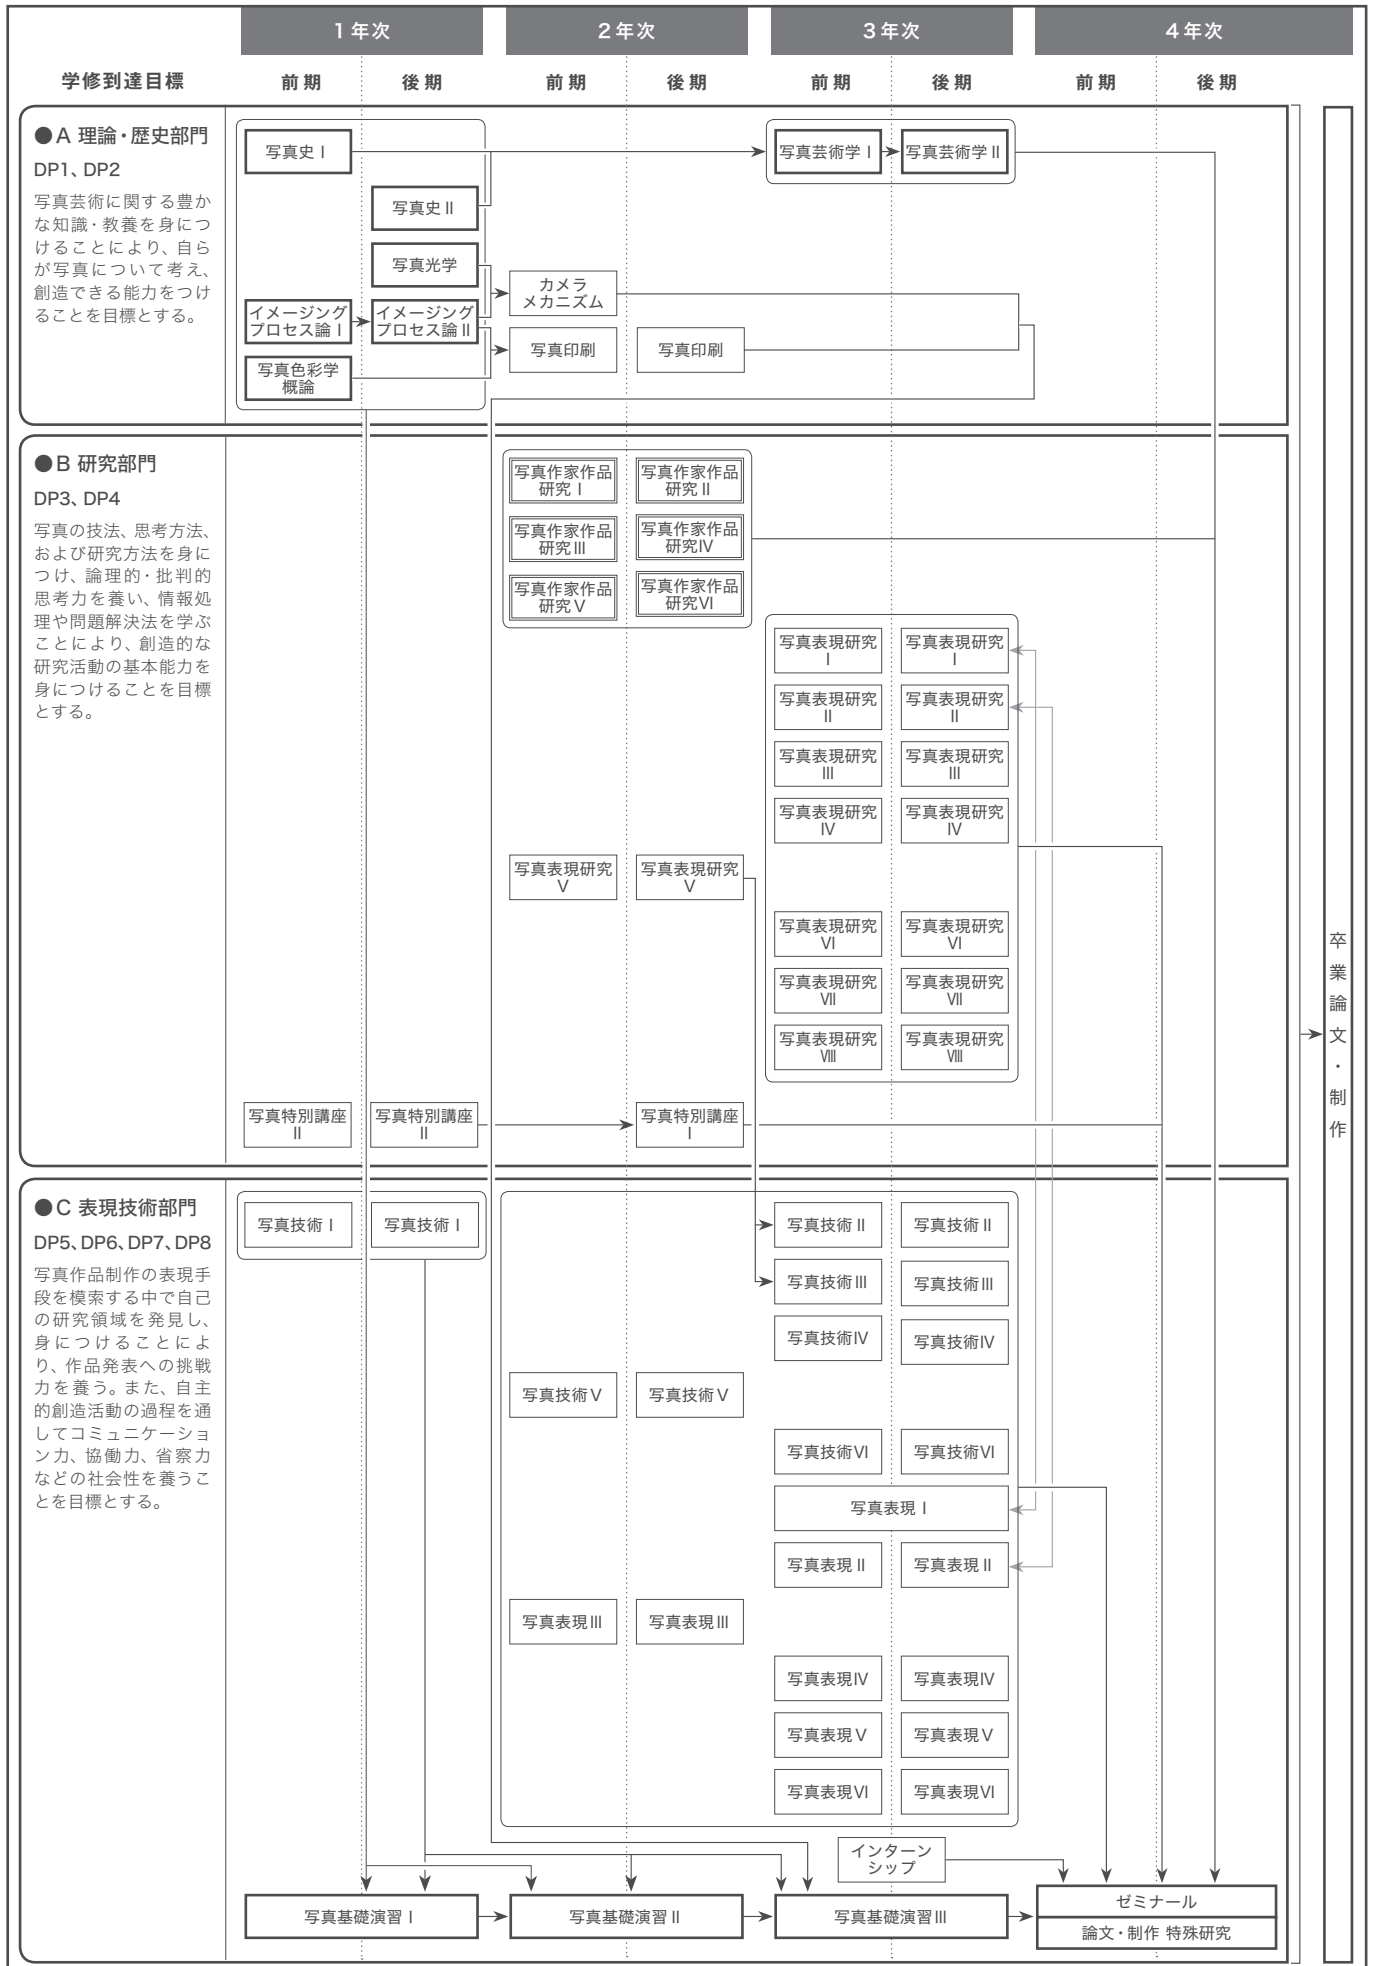 1年次
2年次
3年次
4年次
学修到達目標
前期
後期
前期
後期
前期
後期
前期
後期
●A 理論・歴史部門
DP1、DP2
写真芸術に関する豊か
な知識・教養を身につ
けることにより、自ら
が写真について考え、
創造できる能力をつけ
ることを目標とする。
写真史Ⅰ
写真芸術学Ⅰ
写真芸術学Ⅱ
写真史Ⅱ
写真光学
カメラ
メカニズム
イメージング
プロセス論Ⅰ
イメージング
プロセス論Ⅱ
写真印刷
写真印刷
写真色彩学
概論
●B 研究部門
DP3、DP4
写真の技法、思考方法、
および研究方法を身に
つけ、論理的・批判的
思考力を養い、情報処
理や問題解決法を学ぶ
ことにより、創造的な
研究活動の基本能力を
身につけることを目標
とする。
写真作家作品
研究Ⅰ
写真作家作品
研究Ⅱ
写真作家作品
研究Ⅲ
写真作家作品
研究Ⅳ
写真作家作品
研究Ⅴ
写真作家作品
研究Ⅵ
写真表現研究
Ⅰ
写真表現研究
Ⅰ
写真表現研究
Ⅱ
写真表現研究
Ⅱ
写真表現研究
Ⅲ
写真表現研究
Ⅲ
写真表現研究
Ⅳ
写真表現研究
Ⅳ
写真表現研究
Ⅴ
写真表現研究
Ⅴ
写真表現研究
Ⅵ
写真表現研究
Ⅵ
写真表現研究
Ⅶ
写真表現研究
Ⅶ
写真表現研究
Ⅷ
写真表現研究
Ⅷ
写真特別講座
Ⅱ
写真特別講座
Ⅱ
写真特別講座
Ⅰ
●C 表現技術部門
DP5、DP6、DP7、DP8
写真作品制作の表現手
段を模索する中で自己
の研究領域を発見し、
身につけることによ
り、作品発表への挑戦
力を養う。また、自主
的創造活動の過程を通
してコミュニケーショ
ン力、協働力、省察力
などの社会性を養うこ
とを目標とする。
写真技術Ⅰ
写真技術Ⅰ
写真技術Ⅱ
写真技術Ⅱ
写真技術Ⅲ
写真技術Ⅲ
写真技術Ⅳ
写真技術Ⅳ
写真技術Ⅴ
写真技術Ⅴ
写真技術Ⅵ
写真技術Ⅵ
写真表現Ⅰ
写真表現Ⅱ
写真表現Ⅱ
写真表現Ⅲ
写真表現Ⅲ
写真表現Ⅳ
写真表現Ⅳ
写真表現Ⅴ
写真表現Ⅴ
写真表現Ⅵ
写真表現Ⅵ
インターン
シップ
写真基礎演習Ⅰ
写真基礎演習Ⅱ
写真基礎演習Ⅲ
ゼミナール
論文・制作 特殊研究
卒業論文・制作